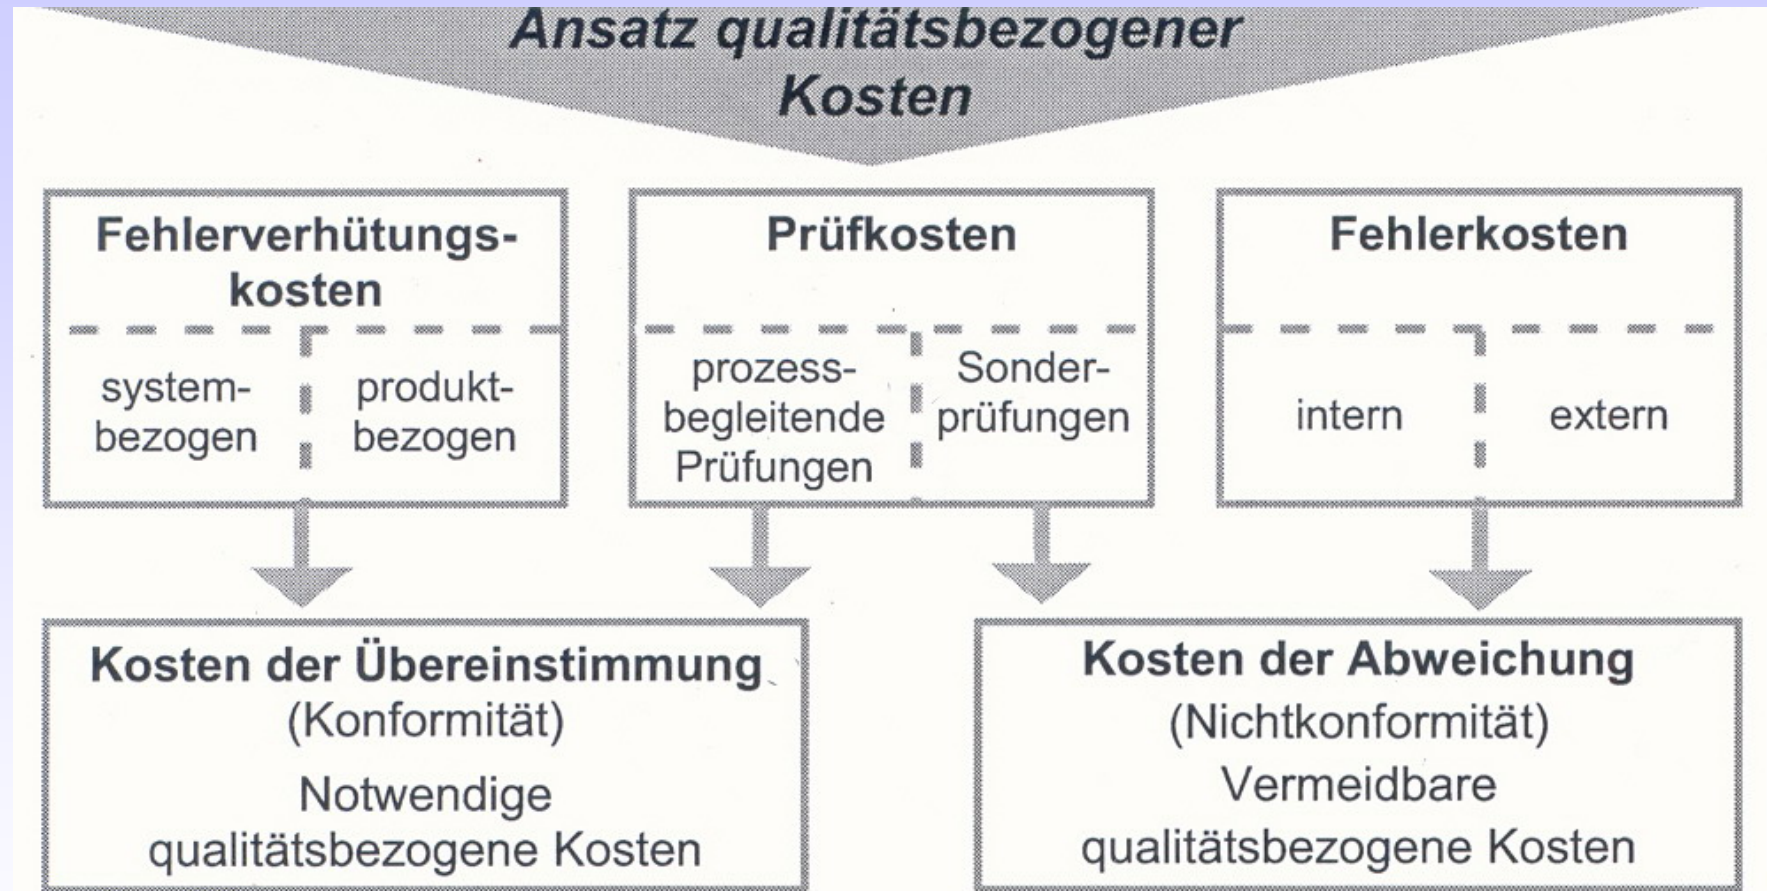 Ansatz qualitätsbezogener
Kosten
Fehlerverhütungs-
kosten
system-
bezogen
produkt-
bezogen
Prüfkosten
prozess-
begleitende
Prüfungen
Sonder-
prüfungen
Fehlerkosten
intern
extern
Kosten der Übereinstimmung
(Konformität)
Notwendige
qualitätsbezogene Kosten
Kosten der Abweichung
(Nichtkonformität)
Vermeidbare
qualitätsbezogene Kosten